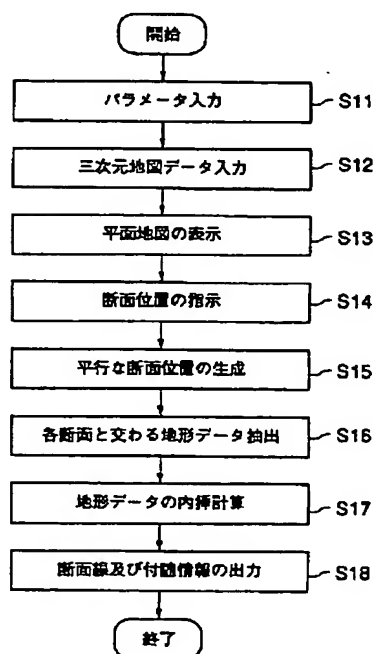 開始
パラメータ入力
S11
三次元地図データ入力
S12
平面地図の表示
S13
断面位置の指示
S14
平行な断面位置の生成
S15
各断面と交わる地形データ抽出
S16
地形データの内挿計算
S17
断面線及び付随情報の出力
S18
終了